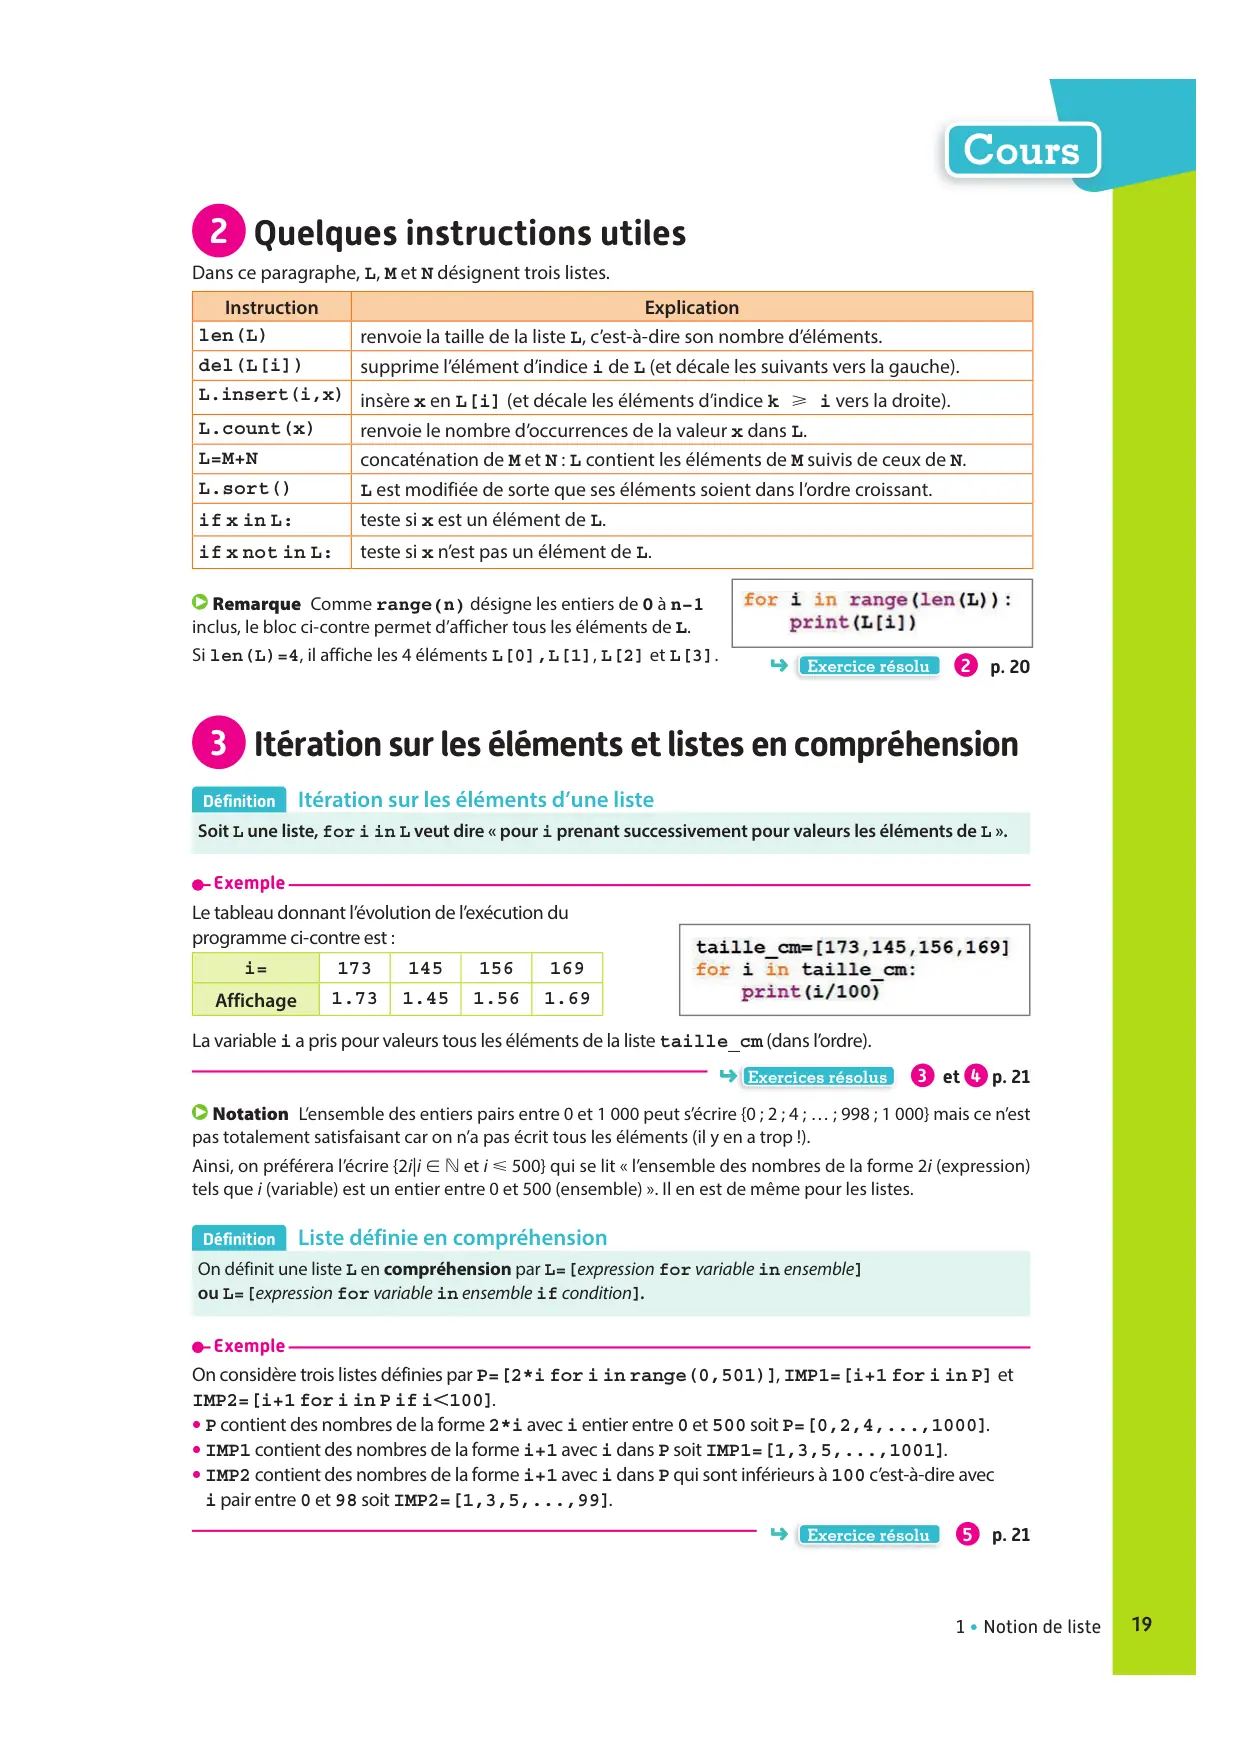 Cours
2 Quelques instructions utiles
Dans ce paragraphe, L, M et N désignent trois listes.
Instruction Explication
len(L) renvoie la taille de la liste L, c’est-à-dire son nombre d’éléments.
del(L[i]) supprime l’élément d’indice i de L (et décale les suivants vers la gauche).
L.insert(i,x) insère x en L[i] (et décale les éléments d’indice k ⩾ i vers la droite).
L.count(x) renvoie le nombre d’occurrences de la valeur x dans L.
L=M+N concaténation de M et N : L contient les éléments de M suivis de ceux de N.
L.sort() L est modifiée de sorte que ses éléments soient dans l’ordre croissant.
if x in L: teste si x est un élément de L.
if x not in L: teste si x n’est pas un élément de L.
Remarque Comme range(n) désigne les entiers de 0 à n-1
inclus, le bloc ci-contre permet d’afficher tous les éléments de L.
Si len(L)=4, il affiche les 4 éléments L[0],L[1], L[2] et L[3].
for i in range(len(L)):
print(L[i])
Exercice résolu 2 p. 20
3 Itération sur les éléments et listes en compréhension
Définition Itération sur les éléments d’une liste
Soit L une liste, for i in L veut dire « pour i prenant successivement pour valeurs les éléments de L ».
Exemple
Le tableau donnant l’évolution de l’exécution du
programme ci-contre est :
i= 173 145 156 169
Affichage 1.73 1.45 1.56 1.69
taille_cm=[173,145,156,169]
for i in taille_cm:
print(i/100)
La variable i a pris pour valeurs tous les éléments de la liste taille_cm (dans l’ordre).
Exercices résolus 3 et 4 p. 21
Notation L’ensemble des entiers pairs entre 0 et 1 000 peut s’écrire {0 ; 2 ; 4 ; … ; 998 ; 1 000} mais ce n’est
pas totalement satisfaisant car on n’a pas écrit tous les éléments (il y en a trop !).
Ainsi, on préférera l’écrire {2i|i ∈ ℕ et i ⩽ 500} qui se lit « l’ensemble des nombres de la forme 2i (expression)
tels que i (variable) est un entier entre 0 et 500 (ensemble) ». Il en est de même pour les listes.
Définition Liste définie en compréhension
On définit une liste L en compréhension par L=[expression for variable in ensemble]
ou L=[expression for variable in ensemble if condition].
Exemple
On considère trois listes définies par P=[2*i for i in range(0,501)], IMP1=[i+1 for i in P] et
IMP2=[i+1 for i in P if i<100].
• P contient des nombres de la forme 2*i avec i entier entre 0 et 500 soit P=[0,2,4,...,1000].
• IMP1 contient des nombres de la forme i+1 avec i dans P soit IMP1=[1,3,5,...,1001].
• IMP2 contient des nombres de la forme i+1 avec i dans P qui sont inférieurs à 100 c’est-à-dire avec
i pair entre 0 et 98 soit IMP2=[1,3,5,...,99].
Exercice résolu 5 p. 21
1 • Notion de liste 19